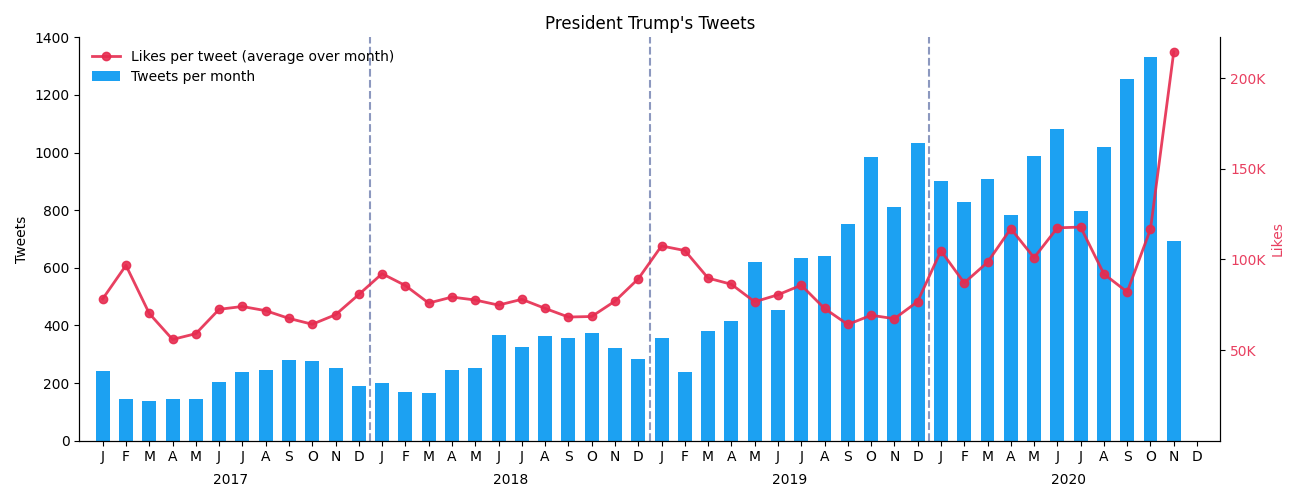 President Trump's Tweets
Likes per tweet (average over month)
Tweets per month
1400
1200
1000
800
600
400
200
0
Tweets
200K
150K
100K
50K
Likes
J F M A M J J A S O N D J F M A M J J A S O N D J F M A M J J A S O N D J F M A M J J A S O N D
2017 2018 2019 2020